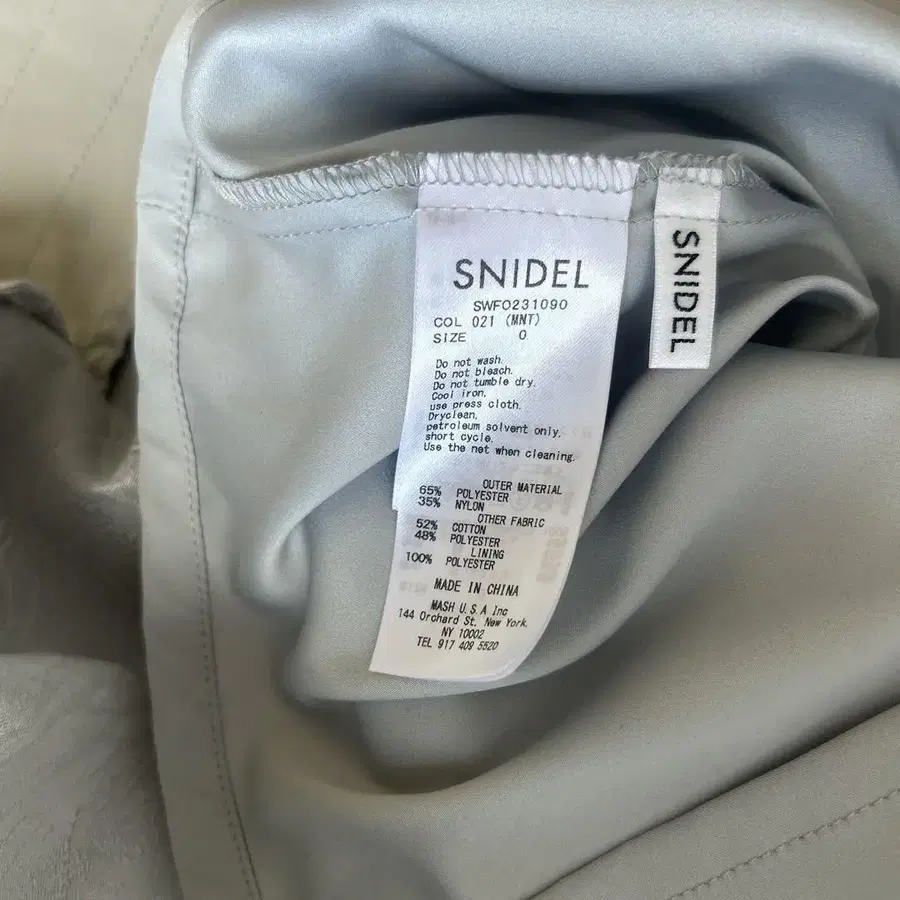 SNIDEL
SWFO231090
COL 021 (MNT)
SIZE 0
Do not wash.
Do not bleach.
Do not tumble dry.
Cool iron.
use press cloth.
Dryclean.
petroleum solvent only.
short cycle.
Use the net when cleaning.
OUTER MATERIAL
65% POLYESTER
35% NYLON
OTHER FABRIC
52% COTTON
48% POLYESTER
LINING
100% POLYESTER
MADE IN CHINA
MASH U.S.A Inc
144 Orchard St. New York.
NY 10002
TEL 917 409 5520
SNIDEL